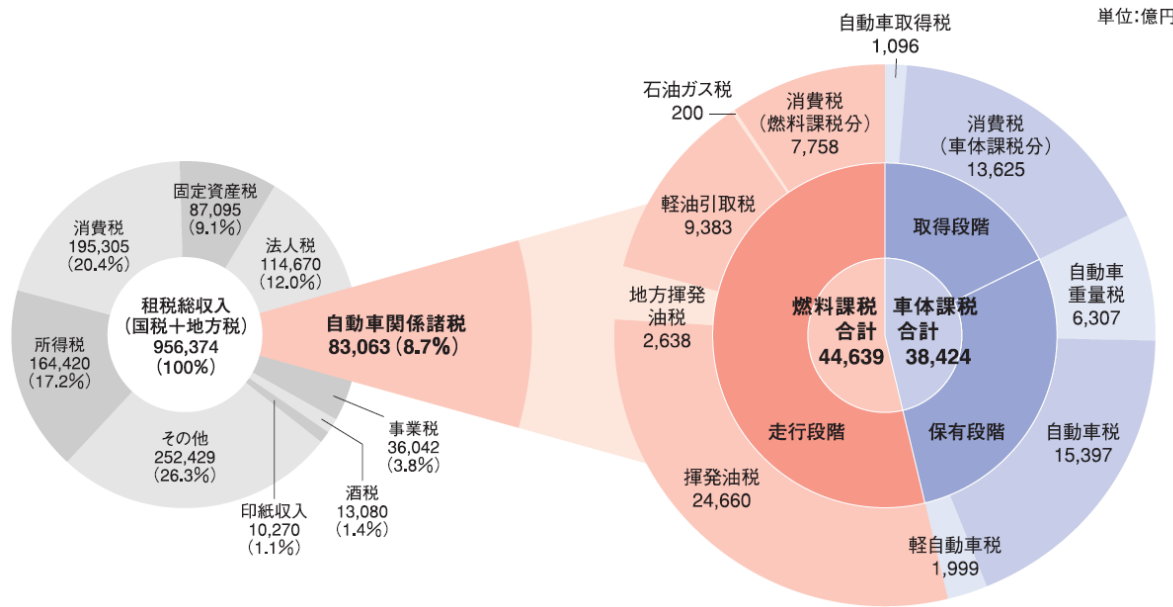 単位:億円
固定資産税
87,095
(9.1%)
法人税
114,670
(12.0%)
消費税
195,305
(20.4%)
所得税
164,420
(17.2%)
租税総収入
(国税+地方税)
956,374
(100%)
その他
252,429
(26.3%)
印紙収入
10,270
(1.1%)
酒税
13,080
(1.4%)
事業税
36,042
(3.8%)
自動車関係諸税
83,063(8.7%)
自動車取得税
1,096
消費税
(車体課税分)
13,625
自動車
重量税
6,307
自動車税
15,397
軽自動車税
1,999
揮発油税
24,660
地方揮発
油税
2,638
軽油引取税
9,383
石油ガス税
200
消費税
(燃料課税分)
7,758
取得段階
保有段階
走行段階
燃料課税
合計
44,639
車体課税
合計
38,424